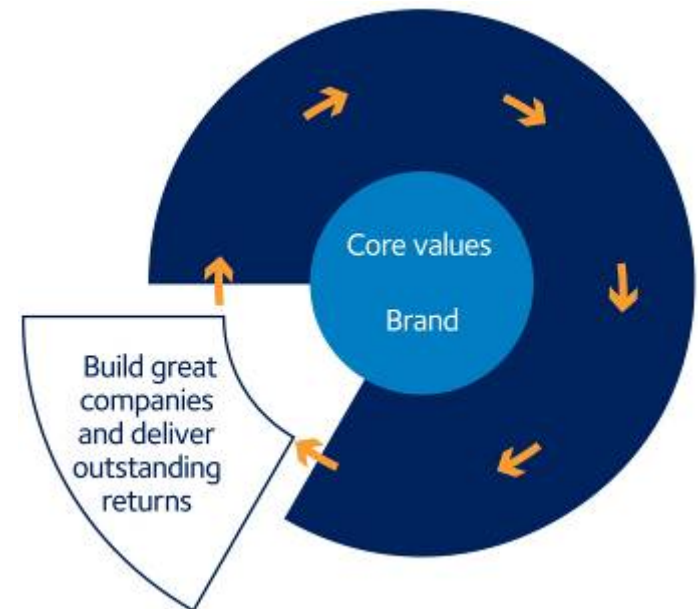 Core values
Brand
Build great
companies
and deliver
outstanding
returns